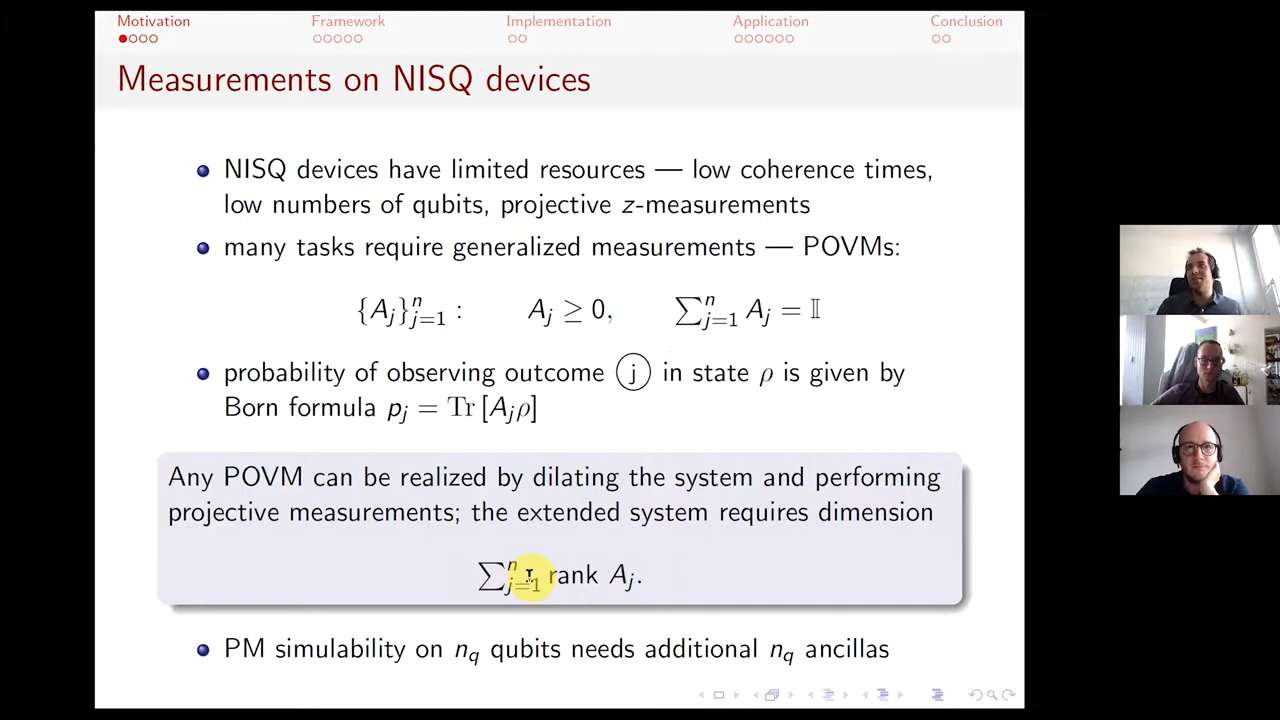 Motivation Framework Implementation Application Conclusion
Measurements on NISQ devices
NISQ devices have limited resources — low coherence times,
low numbers of qubits, projective z-measurements
many tasks require generalized measurements — POVMs:
{A_j}_{j=1}^n : A_j ≥ 0, ∑_{j=1}^n A_j = 𝕀
probability of observing outcome ⓙ in state ρ is given by
Born formula p_j = Tr [A_jρ]
Any POVM can be realized by dilating the system and performing
projective measurements; the extended system requires dimension
∑_{j=1}^n rank A_j.
PM simulability on n_q qubits needs additional n_q ancillas